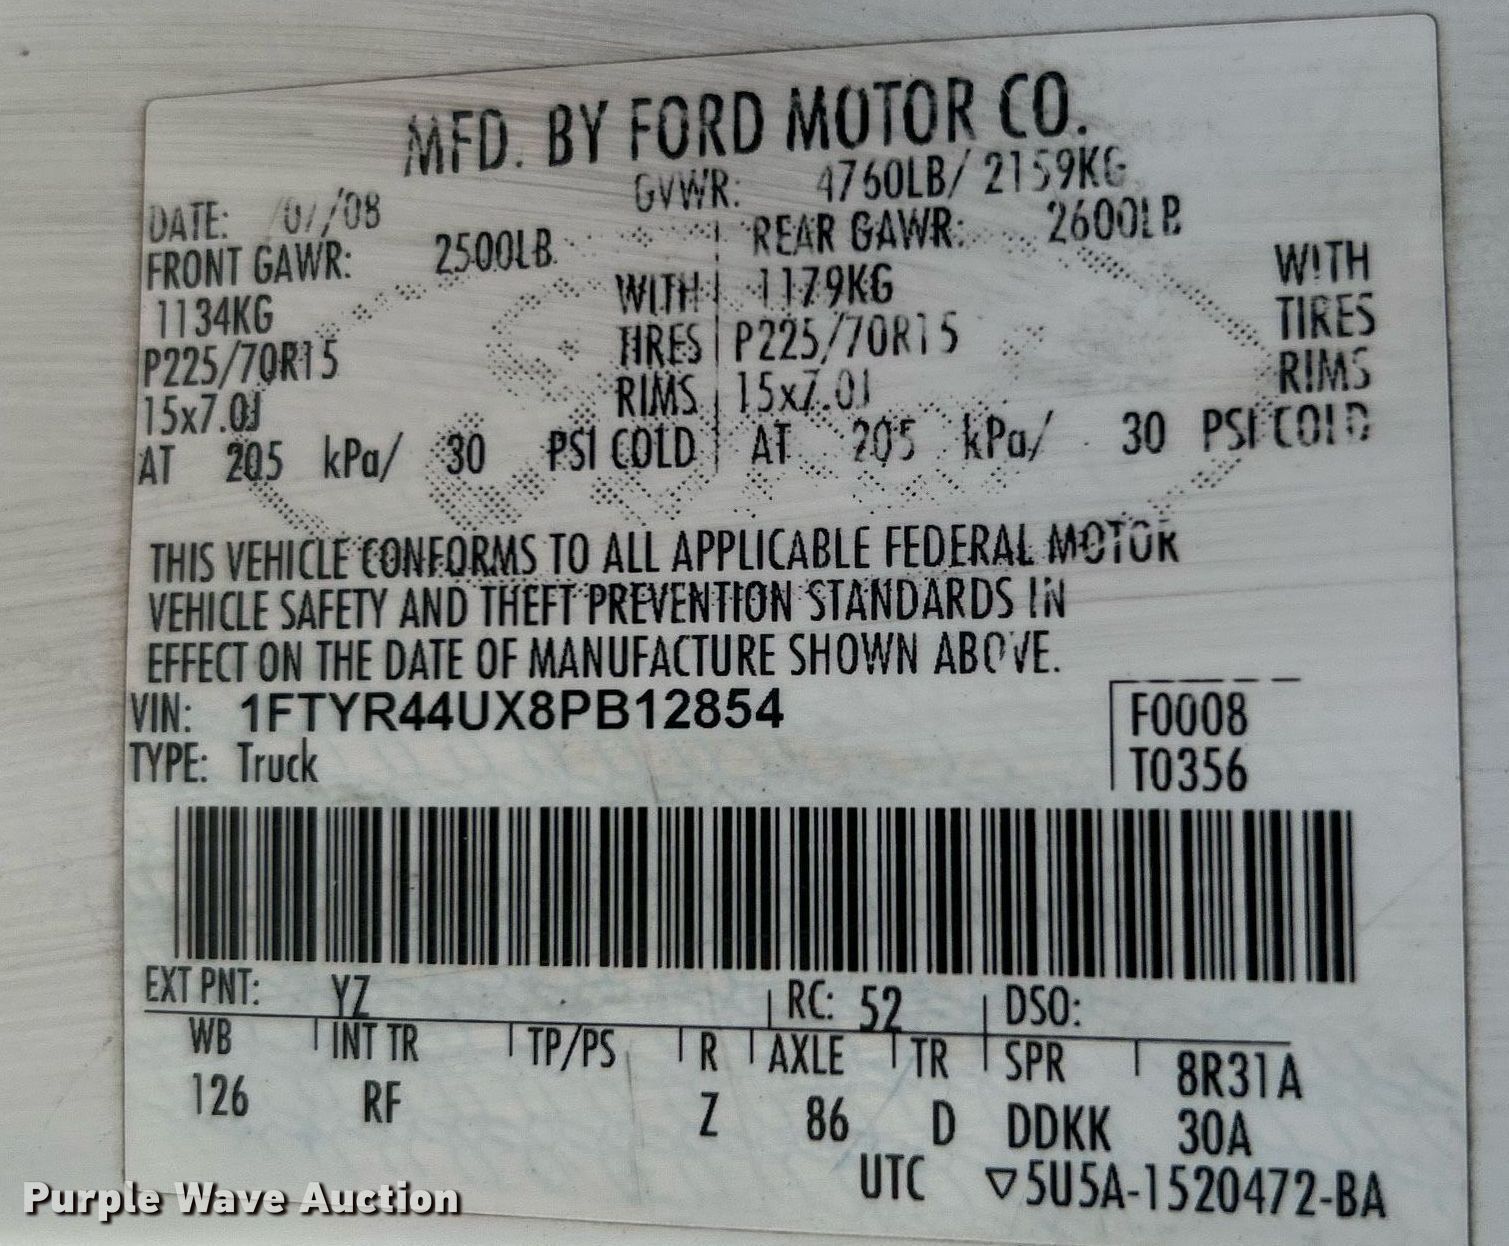 MFD. BY FORD MOTOR CO.
GVWR: 4760LB/ 2159KG
DATE: 07/08
FRONT GAWR: 2500LB
1134KG WITH
P225/70R15 TIRES
15x7.0J RIMS
AT 205 kPa/ 30 PSI COLD
REAR GAWR: 2600LB
1179KG WITH
P225/70R15 TIRES
15x7.0J RIMS
AT 205 kPa/ 30 PSI COLD
THIS VEHICLE CONFORMS TO ALL APPLICABLE FEDERAL MOTOR
VEHICLE SAFETY AND THEFT PREVENTION STANDARDS IN
EFFECT ON THE DATE OF MANUFACTURE SHOWN ABOVE.
VIN: 1FTYR44UX8PB12854
TYPE: Truck
F0008
T0356
EXT PNT: YZ RC: 52 DSO:
WB INT TR TP/PS R AXLE TR SPR 8R31A
126 RF Z 86 D DDKK 30A
UTC ▽5U5A-1520472-BA
Purple Wave Auction